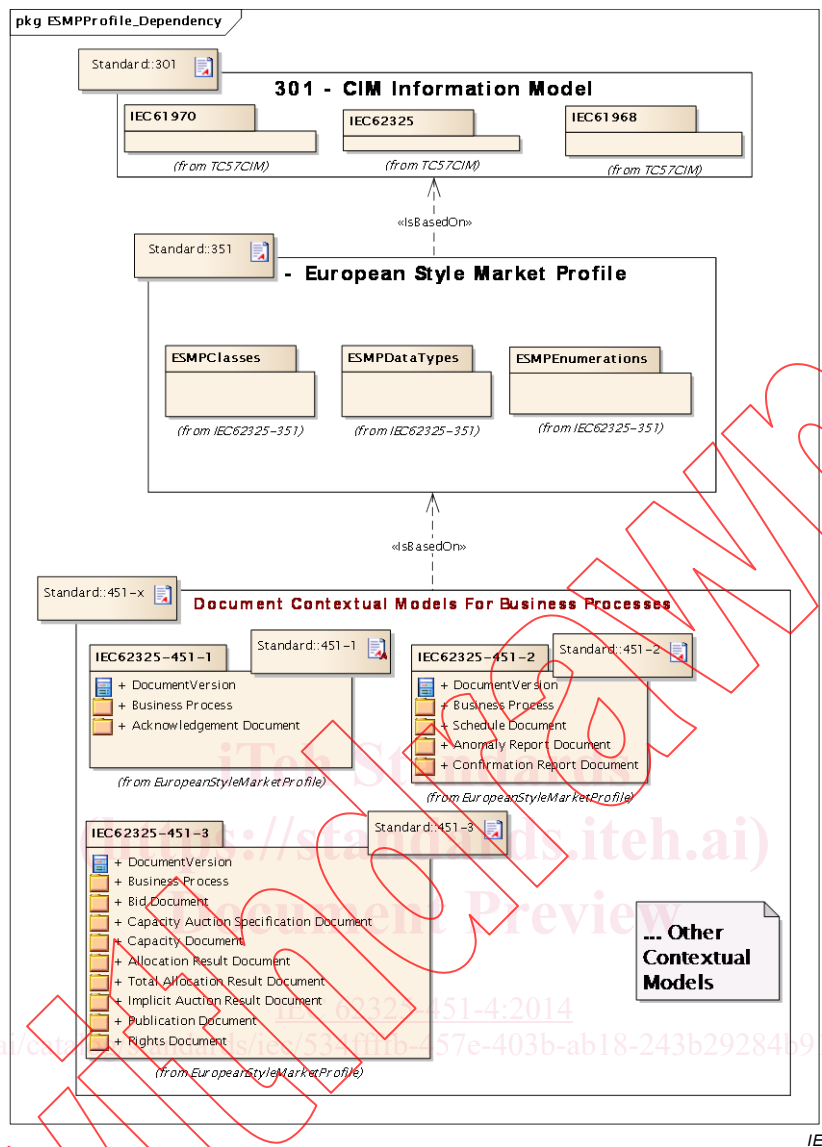 pkg ESMPProfile_Dependency
Standard::301
301 - CIM Information Model
IEC61970
IEC62325
IEC61968
(from TC57CIM)
(from TC57CIM)
(from TC57CIM)
«IsBasedOn»
Standard::351
- European Style Market Profile
ESMPClasses
ESMPDataTypes
ESMPEnumerations
(from IEC62325-351)
(from IEC62325-351)
(from IEC62325-351)
«IsBasedOn»
Standard::451-x
Document Contextual Models For Business Processes
IEC62325-451-1
Standard::451-1
+ DocumentVersion
+ Business Process
+ Acknowledgement Document
(from EuropeanStyleMarketProfile)
IEC62325-451-2
Standard::451-2
+ DocumentVersion
+ Business Process
+ Schedule Document
+ Anomaly Report Document
+ Confirmation Report Document
(from EuropeanStyleMarketProfile)
iTeh Standards
(https://standards.iteh.ai)
Document Preview
IEC62325-451-3
Standard::451-3
+ DocumentVersion
+ Business Process
+ Bid Document
+ Capacity Auction Specification Document
+ Capacity Document
+ Allocation Result Document
+ Total Allocation Result Document
+ Implicit Auction Result Document
+ Publication Document
+ Rights Document
(from EuropeanStyleMarketProfile)
... Other
Contextual
Models
IEC 62325-451-4:2014
Withdrawn
IE